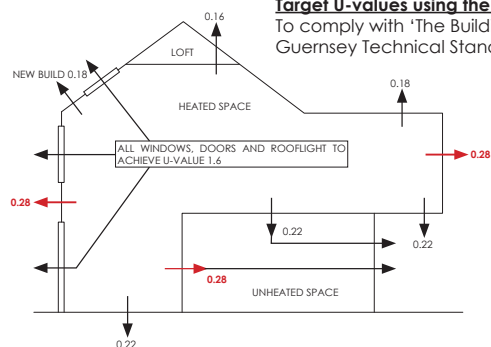 Target U-values using the
To comply with 'The Build
Guernsey Technical Stand
0.16
LOFT
NEW BUILD 0.18
HEATED SPACE
0.18
ALL WINDOWS, DOORS AND ROOFLIGHT TO
ACHIEVE U-VALUE 1.6
0.28
0.28
0.22
0.22
0.28
UNHEATED SPACE
0.22